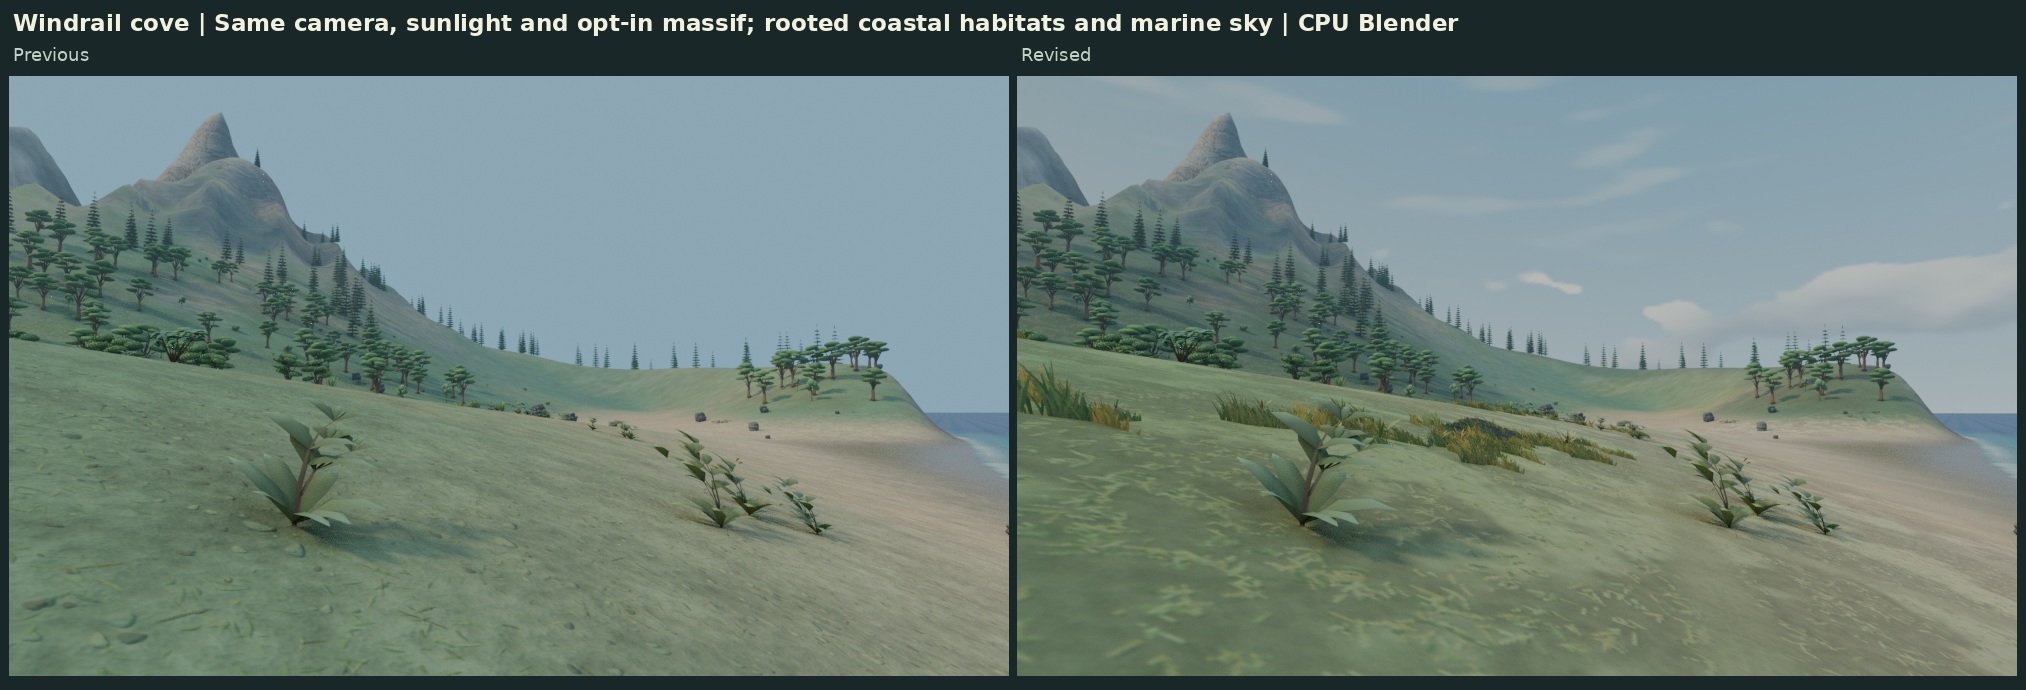 Windrail cove | Same camera, sunlight and opt-in massif; rooted coastal habitats and marine sky | CPU Blender
Previous
Revised